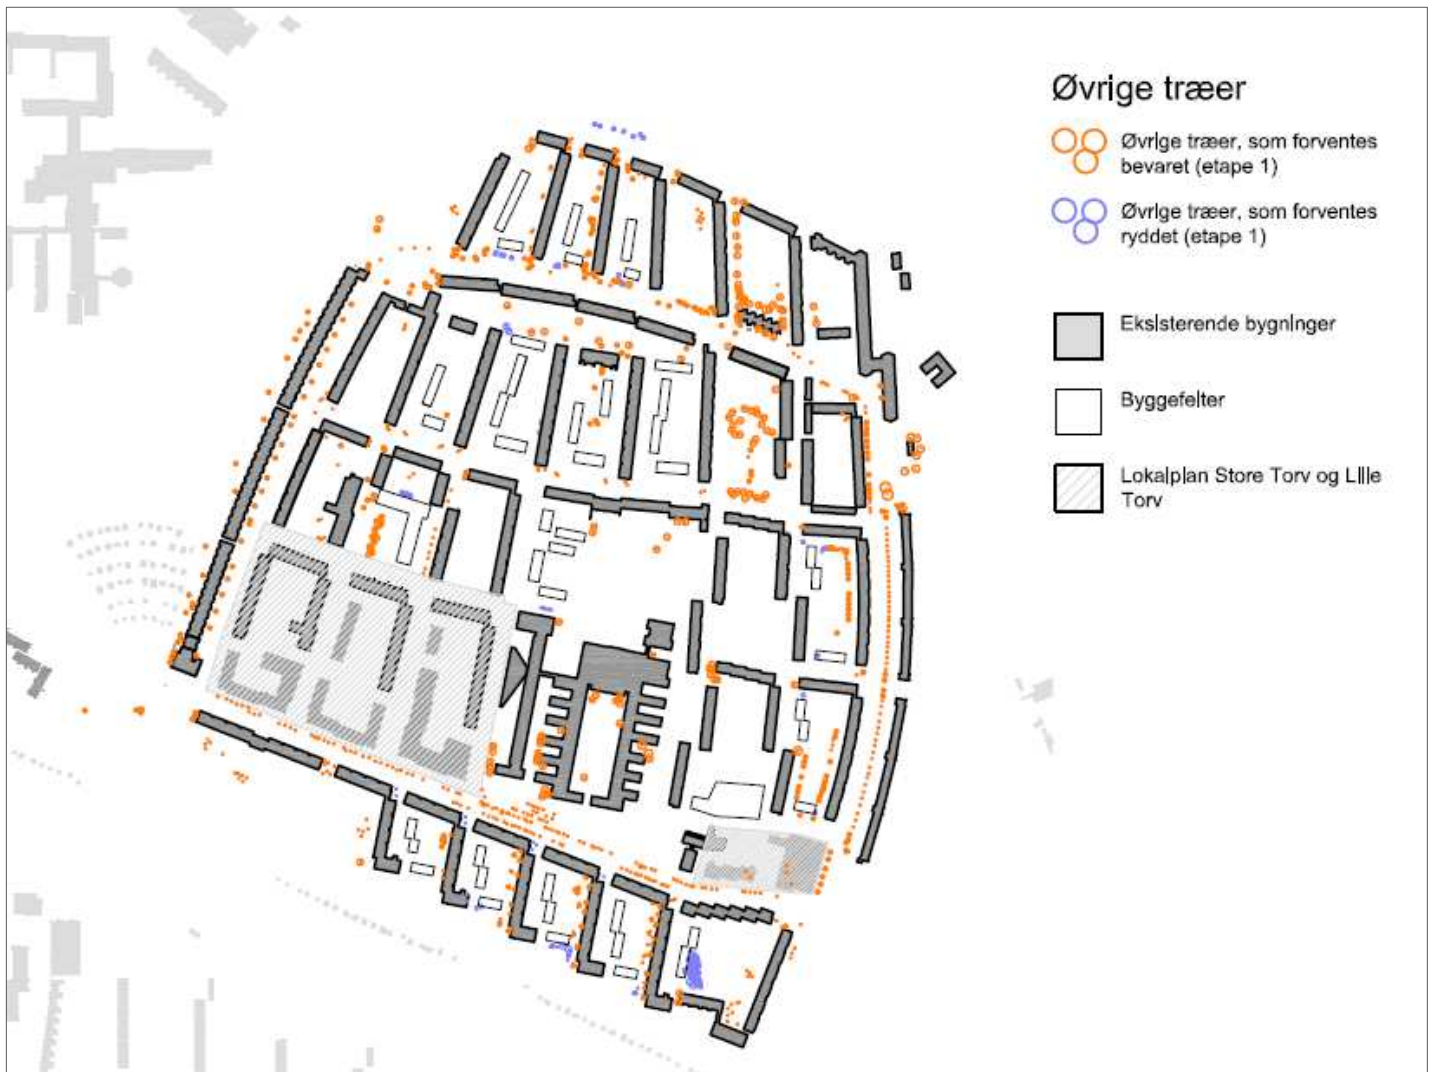 Øvrige træer
Øvrige træer, som forventes
bevaret (etape 1)
Øvrige træer, som forventes
ryddet (etape 1)
Eksisterende bygninger
Byggefelter
Lokalplan Store Torv og Lille
Torv